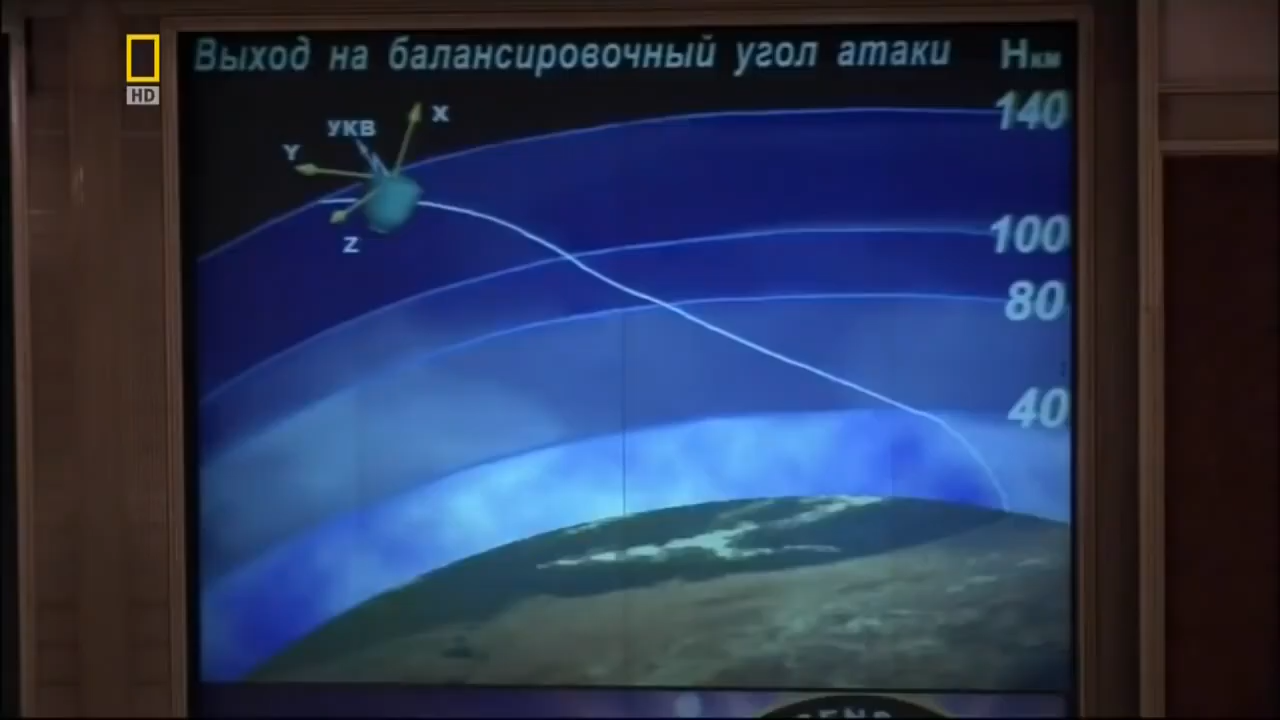 Выход на балансировочный угол атаки
Нкм
HD
140
X
УКВ
Y
Z
100
80
40